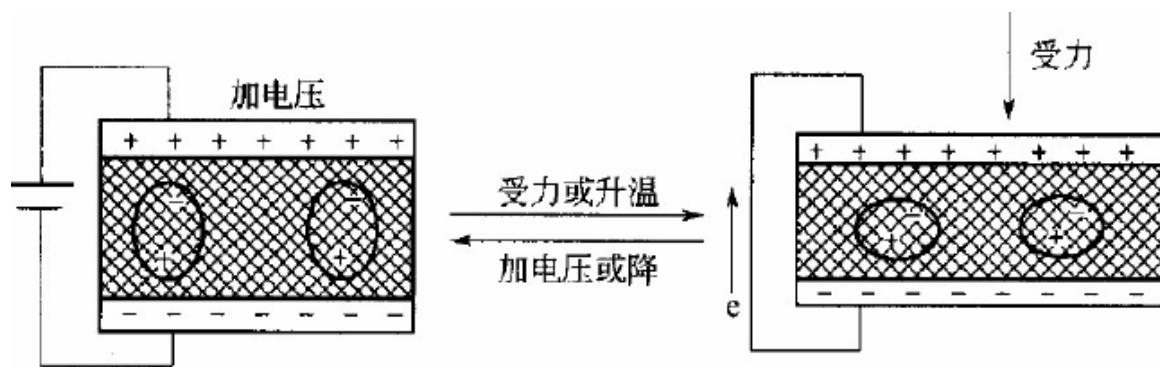 加电压
+ + + + + + +
− −
+ +
− − − − − − −
受力或升温
加电压或降
受力
+ + + + + + + +
− −
+ +
− − − − − − − −
e